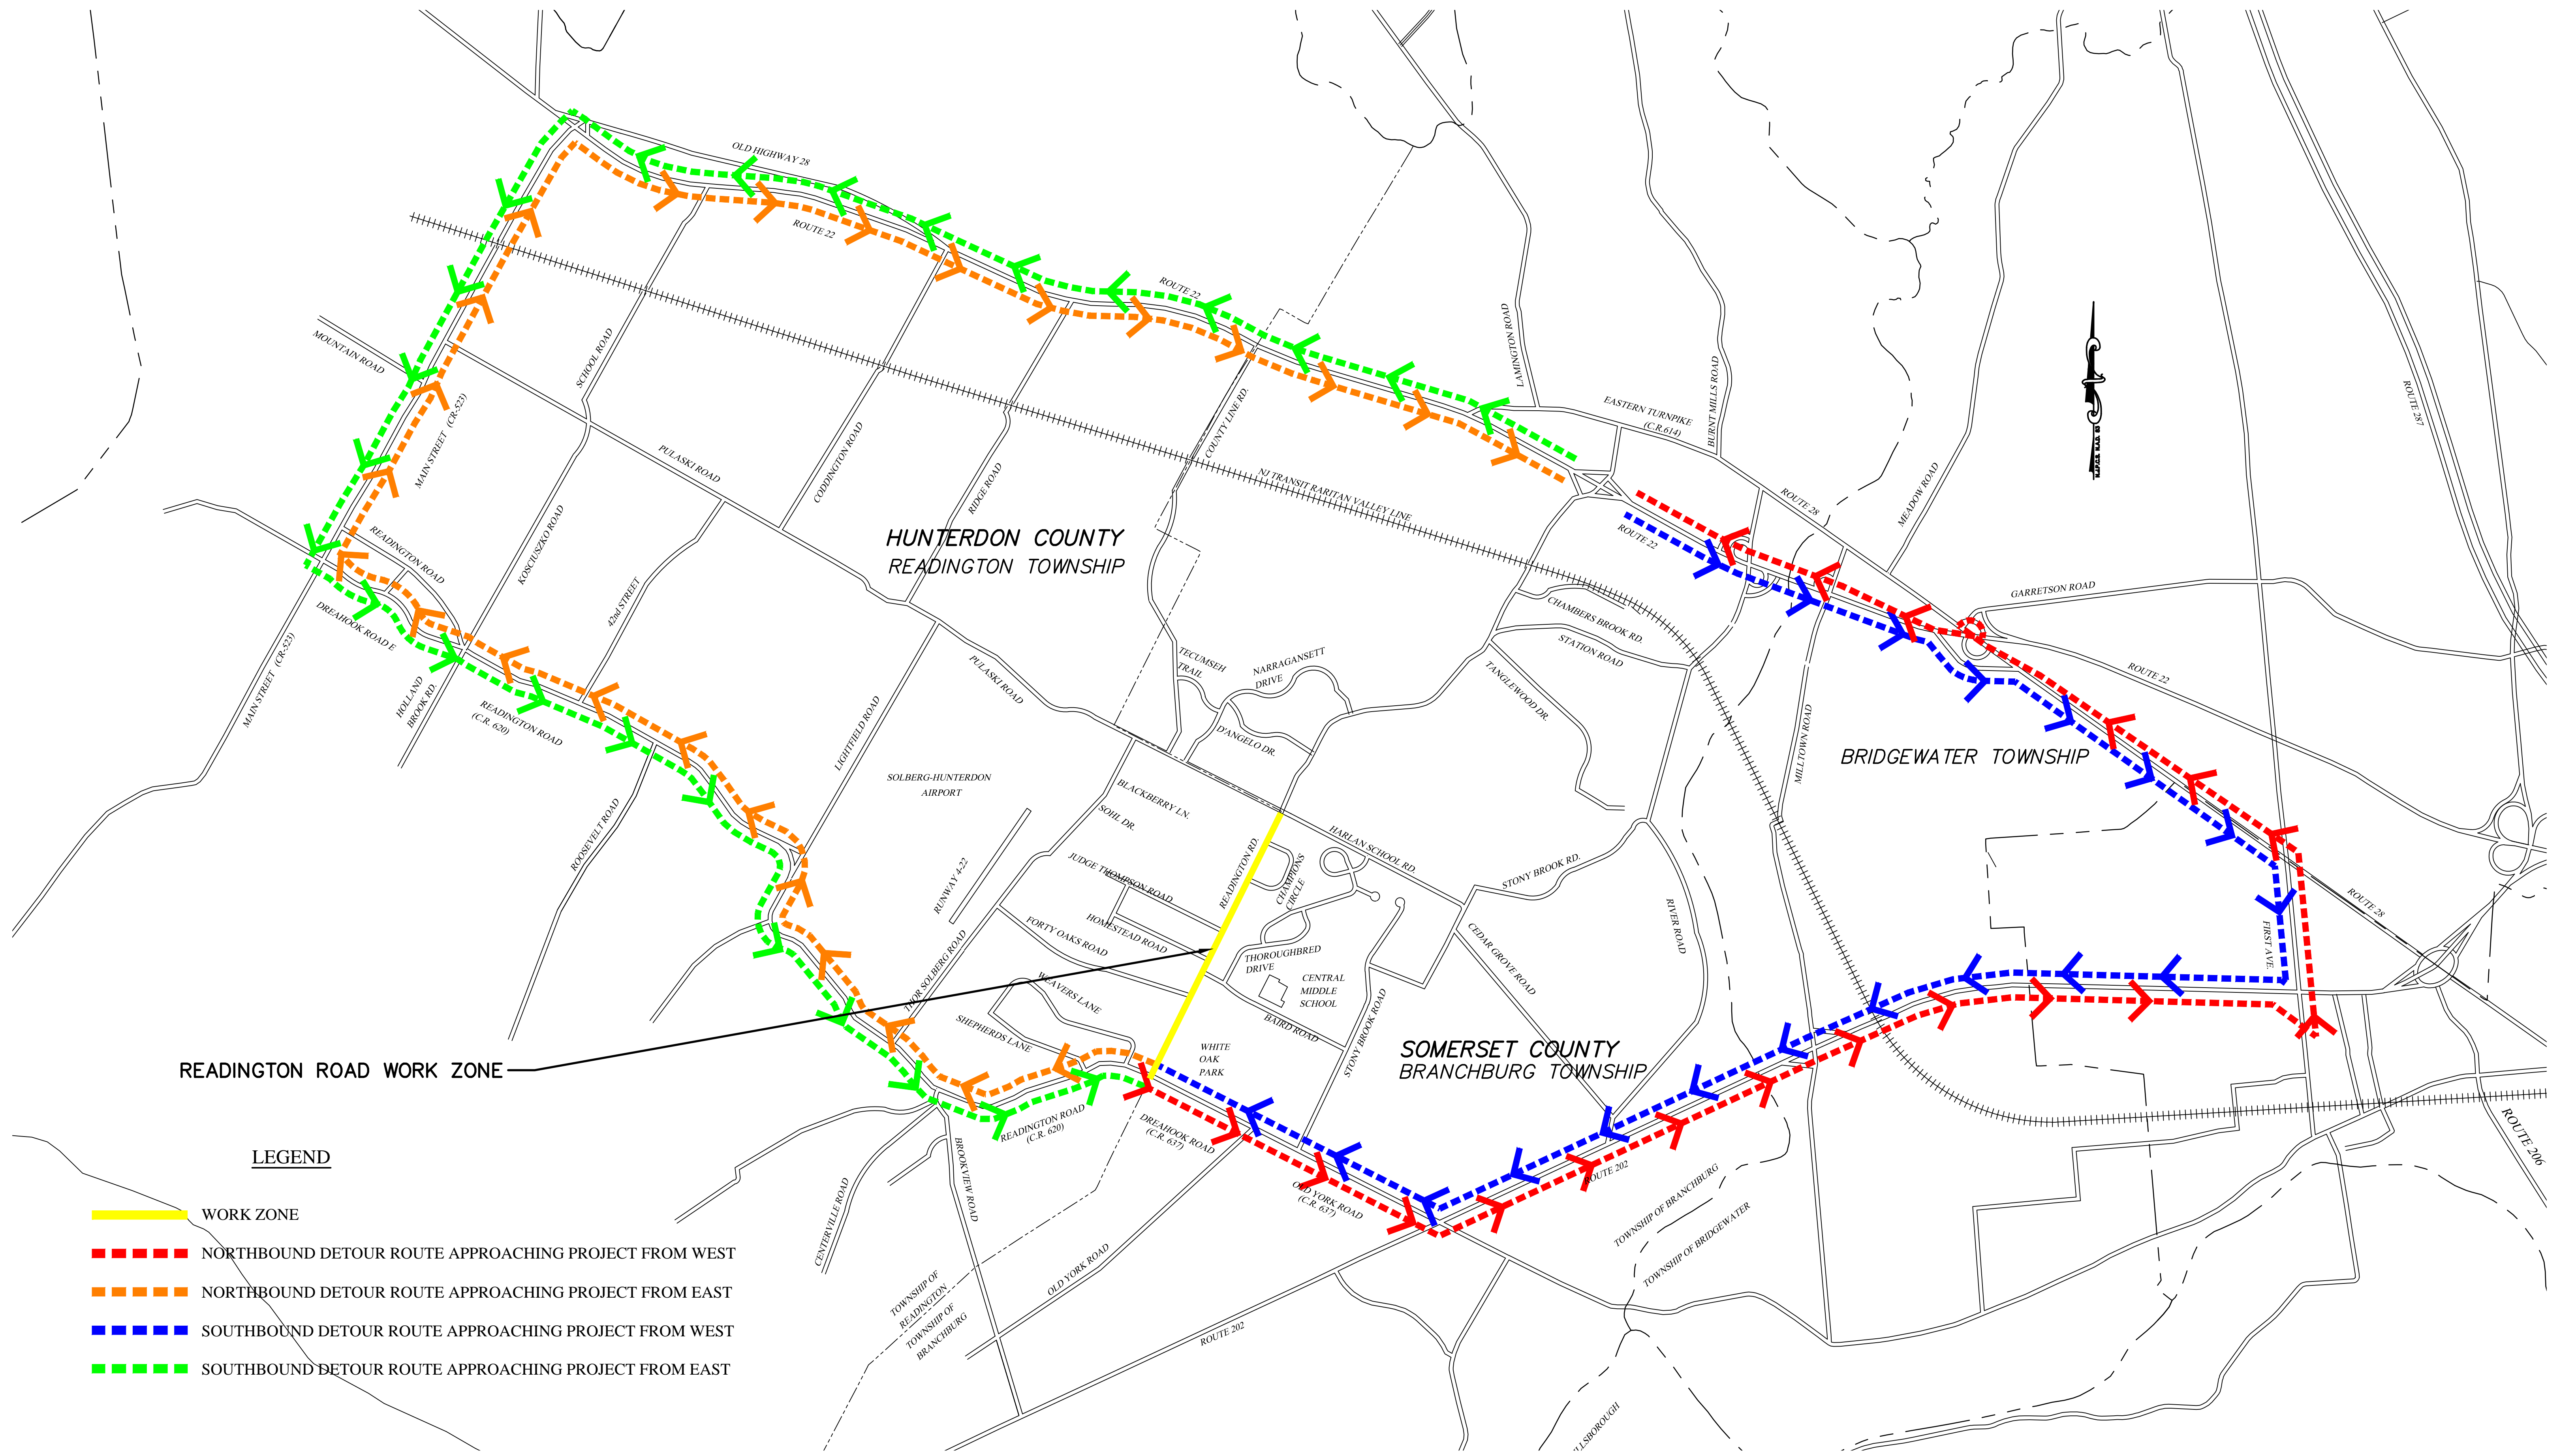 OLD HIGHWAY 28
ROUTE 22
ROUTE 22
MOUNTAIN ROAD
SCHOOL ROAD
MAIN STREET (CR-523)
PULASKI ROAD
CODDINGTON ROAD
RIDGE ROAD
COUNTY LINE RD.
NJ TRANSIT RARITAN VALLEY LINE
LAMINGTON ROAD
EASTERN TURNPIKE
(C.R.614)
BURNT MILLS ROAD
ROUTE 28
MEADOW ROAD
ROUTE 287
N.J.P.C.S. N.A.D. 83
ROUTE 22
GARRETSON ROAD
ROUTE 22
READINGTON ROAD
KOSCIUSZKO ROAD
42nd STREET
HUNTERDON COUNTY
READINGTON TOWNSHIP
DREAHOOK ROAD E
MAIN STREET (CR-523)
HOLLAND
BROOK RD.
READINGTON ROAD
(C.R. 620)
LIGHTFIELD ROAD
PULASKI ROAD
TECUMSEH
TRAIL
NARRAGANSETT
DRIVE
D'ANGELO DR.
CHAMBERS BROOK RD.
STATION ROAD
TANGLEWOOD DR.
MILLTOWN ROAD
BRIDGEWATER TOWNSHIP
ROOSEVELT ROAD
SOLBERG-HUNTERDON
AIRPORT
RUNWAY 4-22
BLACKBERRY LN.
SOHL DR.
JUDGE THOMPSON ROAD
HOMESTEAD ROAD
FORTY OAKS ROAD
READINGTON RD.
CHAMPIONS
CIRCLE
HARLAN SCHOOL RD.
STONY BROOK RD.
RIVER ROAD
CEDAR GROVE ROAD
THOROUGHBRED
DRIVE
CENTRAL
MIDDLE
SCHOOL
STONY BROOK ROAD
BAIRD ROAD
THOR SOLBERG ROAD
WEAVERS LANE
SHEPHERDS LANE
WHITE
OAK
PARK
FIRST AVE.
ROUTE 28
READINGTON ROAD WORK ZONE
SOMERSET COUNTY
BRANCHBURG TOWNSHIP
READINGTON ROAD
(C.R. 620)
DREAHOOK ROAD
(C.R. 637)
OLD YORK ROAD
(C.R. 637)
ROUTE 202
TOWNSHIP OF BRANCHBURG
TOWNSHIP OF BRIDGEWATER
ROUTE 206
BROOKVIEW ROAD
CENTERVILLE ROAD
OLD YORK ROAD
TOWNSHIP OF
READINGTON
TOWNSHIP OF
BRANCHBURG
ROUTE 202
LLSBOROUGH
LEGEND
WORK ZONE
NORTHBOUND DETOUR ROUTE APPROACHING PROJECT FROM WEST
NORTHBOUND DETOUR ROUTE APPROACHING PROJECT FROM EAST
SOUTHBOUND DETOUR ROUTE APPROACHING PROJECT FROM WEST
SOUTHBOUND DETOUR ROUTE APPROACHING PROJECT FROM EAST